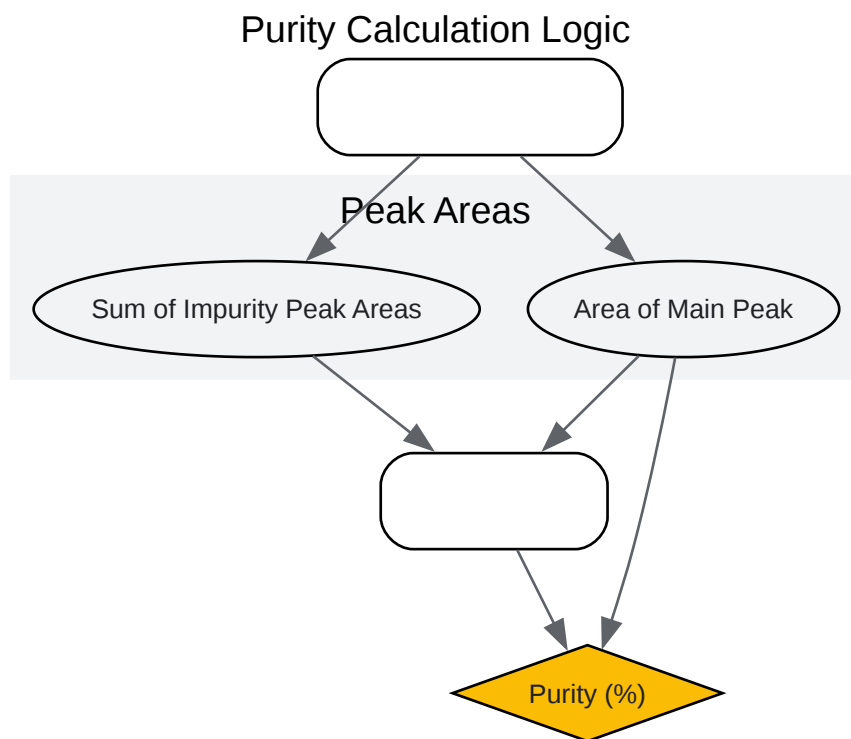 Purity Calculation Logic
Peak Areas
Sum of Impurity Peak Areas
Area of Main Peak
Purity (%)